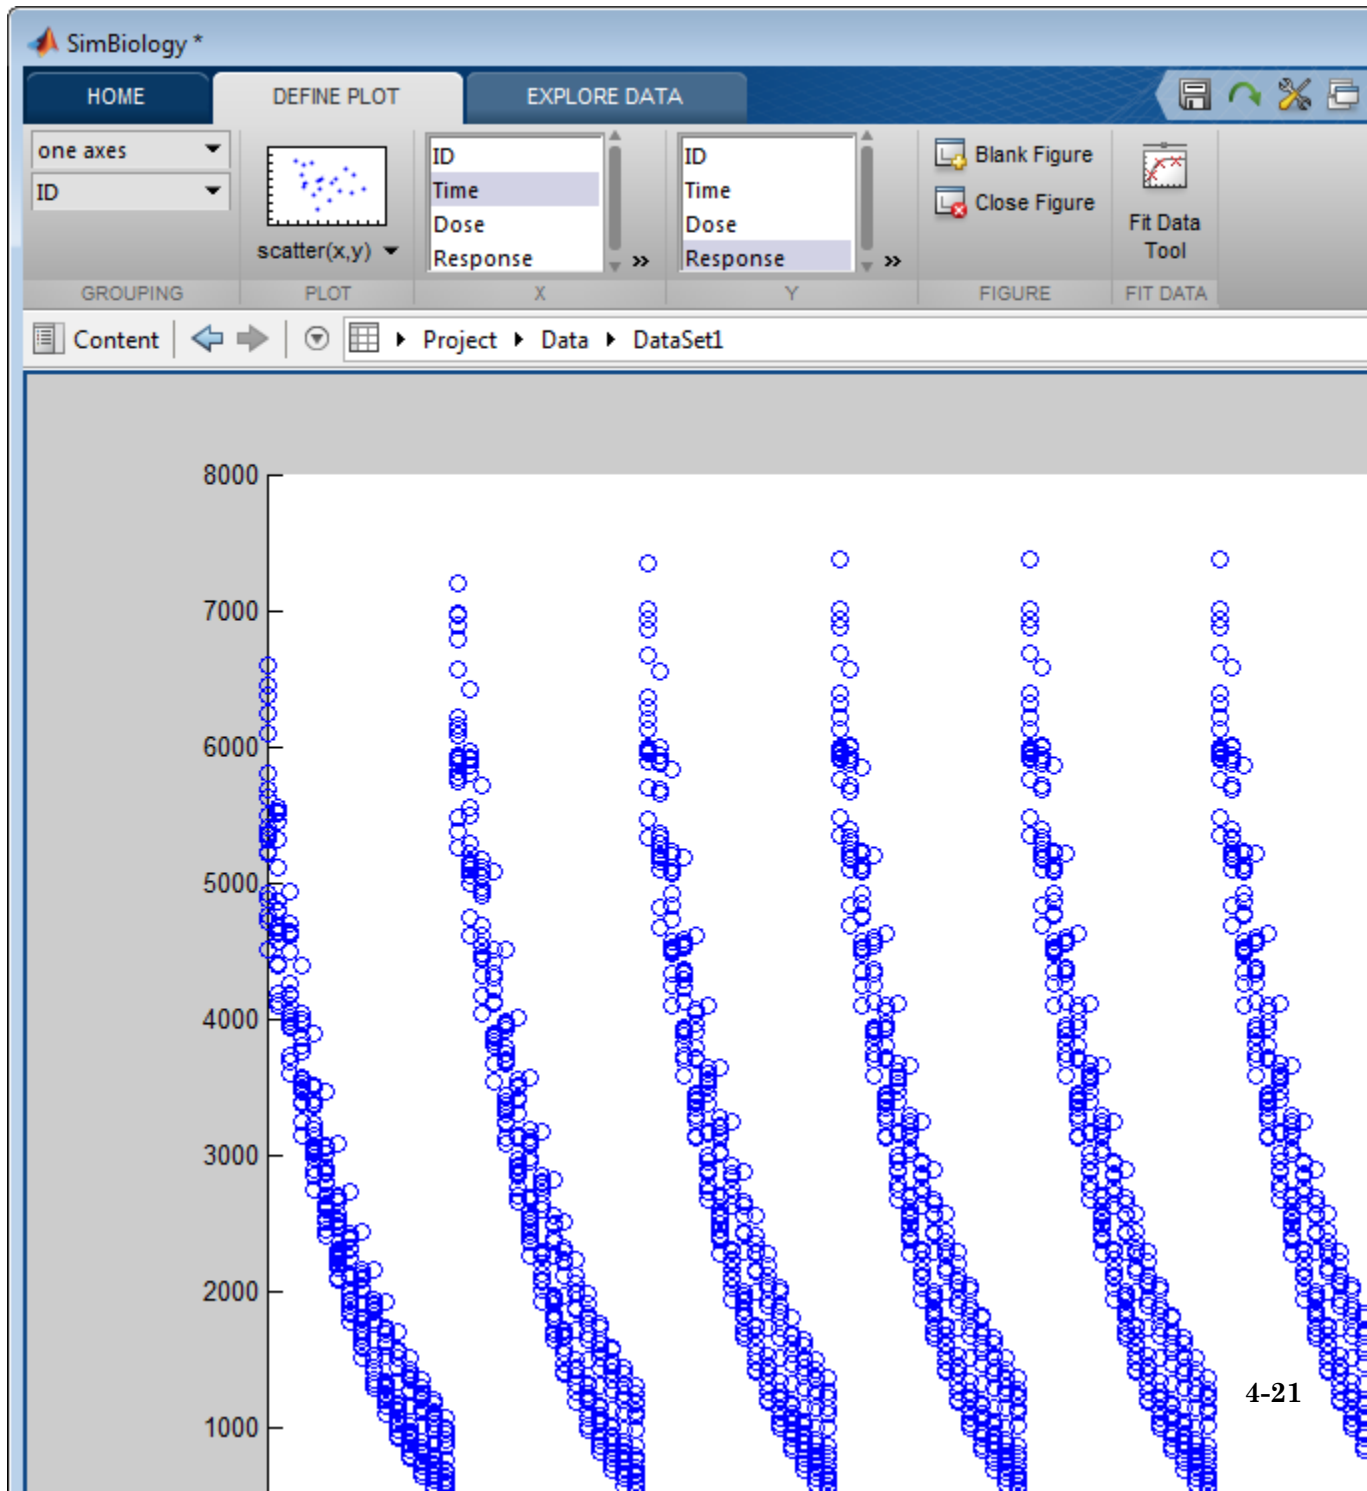 SimBiology *
HOME DEFINE PLOT EXPLORE DATA
one axes
ID
GROUPING
scatter(x,y)
PLOT
ID
Time
Dose
Response
»
X
ID
Time
Dose
Response
»
Y
Blank Figure
Close Figure
FIGURE
Fit Data
Tool
FIT DATA
Content Project Data DataSet1
8000
7000
6000
5000
4000
3000
2000
1000
4-21